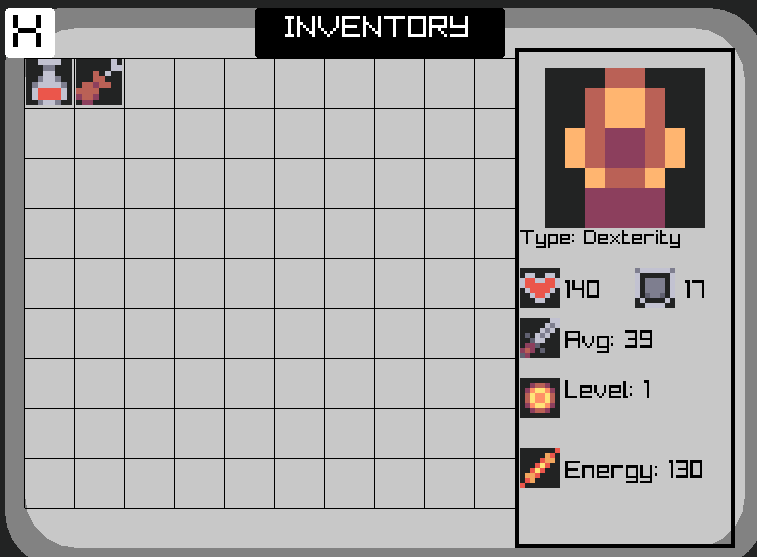 X
INVENTORY
Type: Dexterity
140 17
Avg: 39
Level: 1
Energy: 130